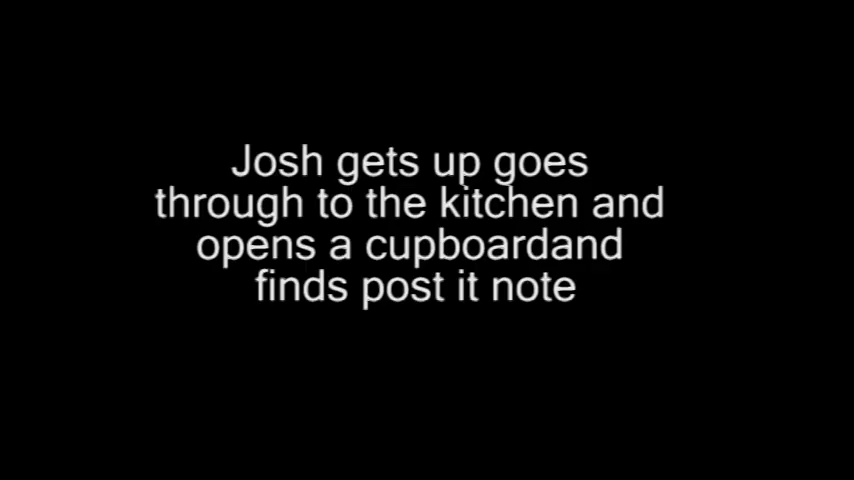 Josh gets up goes
through to the kitchen and
opens a cupboardand
finds post it note